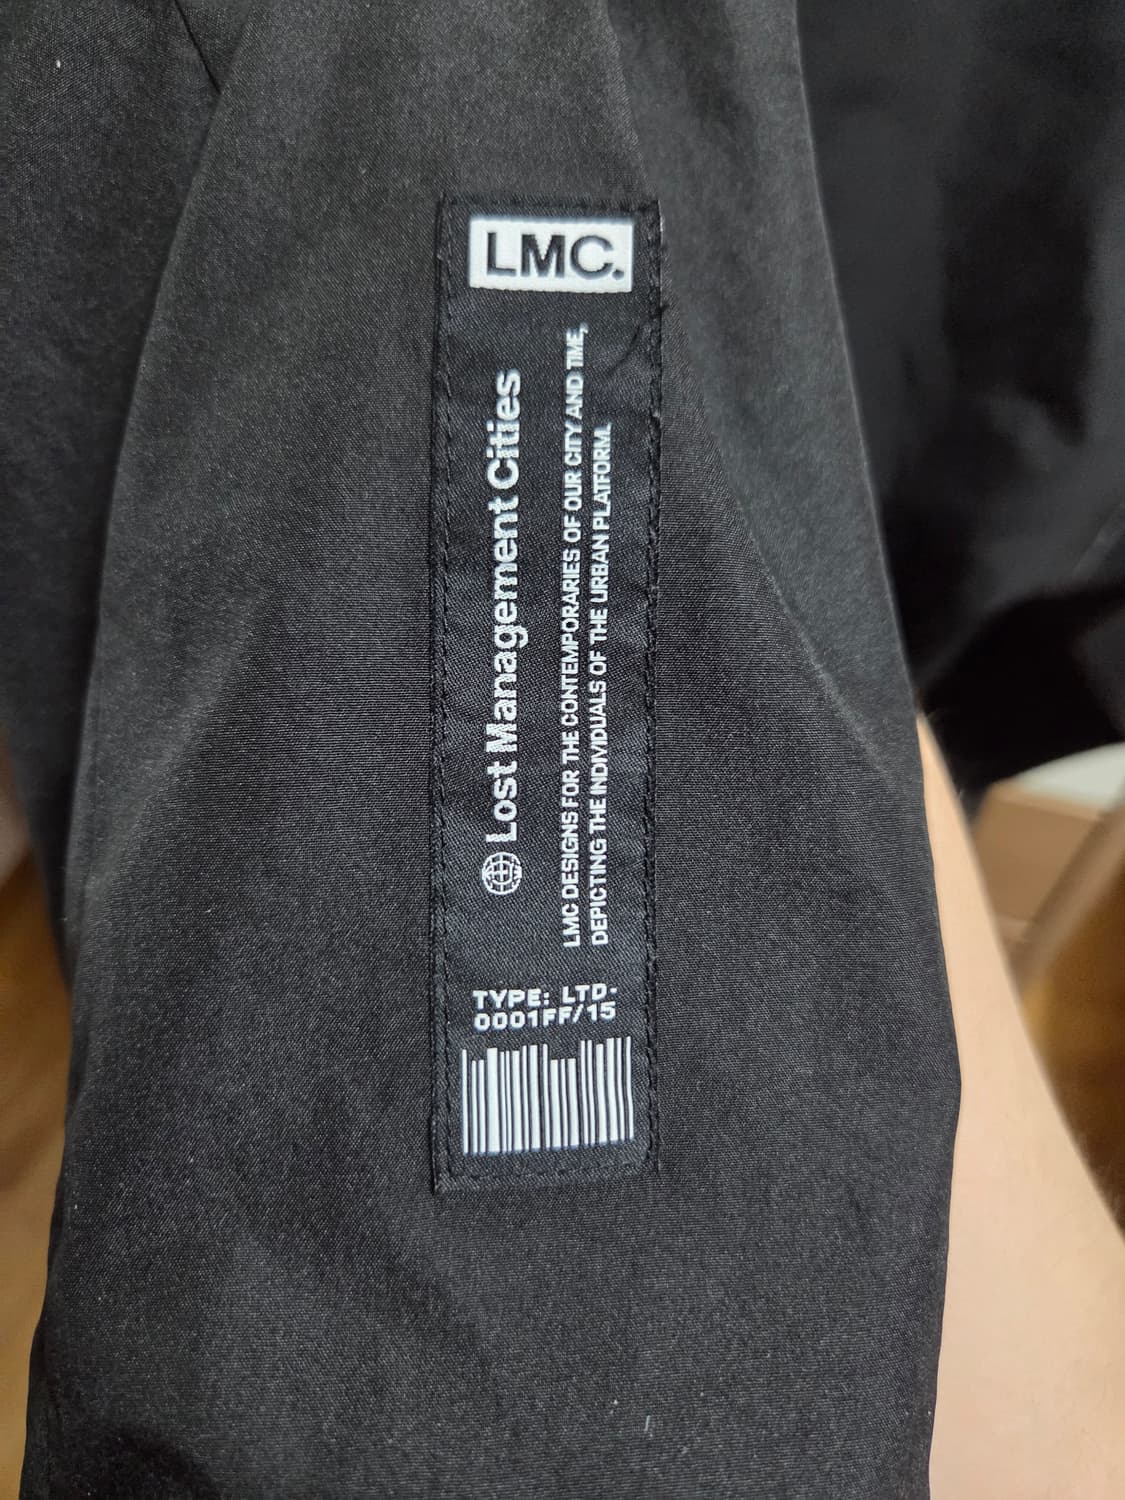 LMC.
Lost Management Cities
LMC DESIGNS FOR THE CONTEMPORARIES OF OUR CITY AND TIME,
DEPICTING THE INDIVIDUALS OF THE URBAN PLATFORM.
TYPE: LTD-
0001FF/15